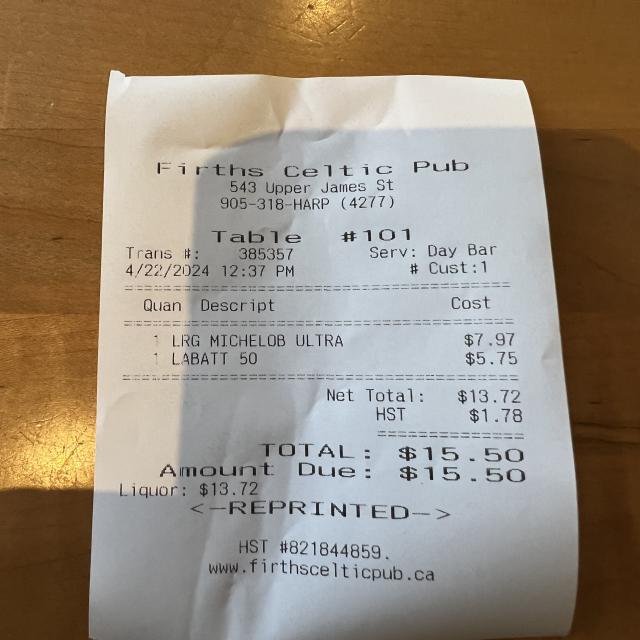 Firths Celtic Pub
543 Upper James St
905-318-HARP (4277)
Table #101
Trans #: 385357 Serv: Day Bar
4/22/2024 12:37 PM # Cust:1
Quan Descript Cost
1 LRG MICHELOB ULTRA $7.97
1 LABATT 50 $5.75
Net Total: $13.72
HST $1.78
TOTAL: $15.50
Amount Due: $15.50
Liquor: $13.72
<-REPRINTED->
HST #821844859.
www.firthscelticpub.ca